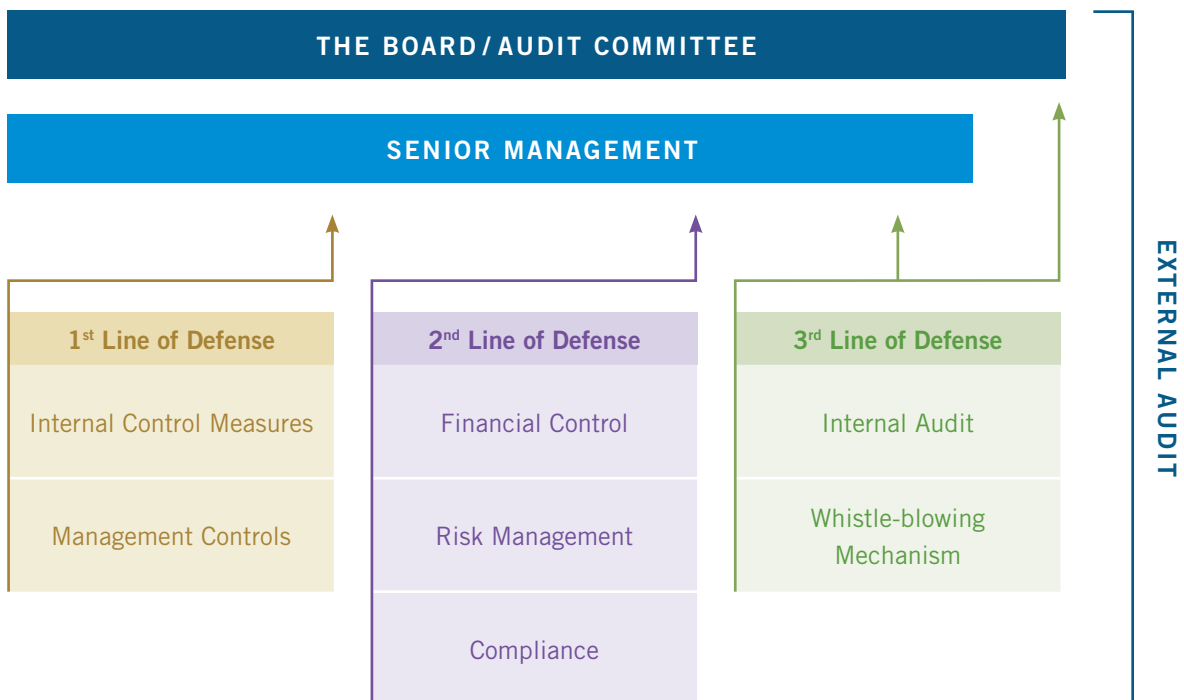 THE BOARD / AUDIT COMMITTEE
SENIOR MANAGEMENT
1st Line of Defense
Internal Control Measures
Management Controls
2nd Line of Defense
Financial Control
Risk Management
Compliance
3rd Line of Defense
Internal Audit
Whistle-blowing
Mechanism
EXTERNAL AUDIT